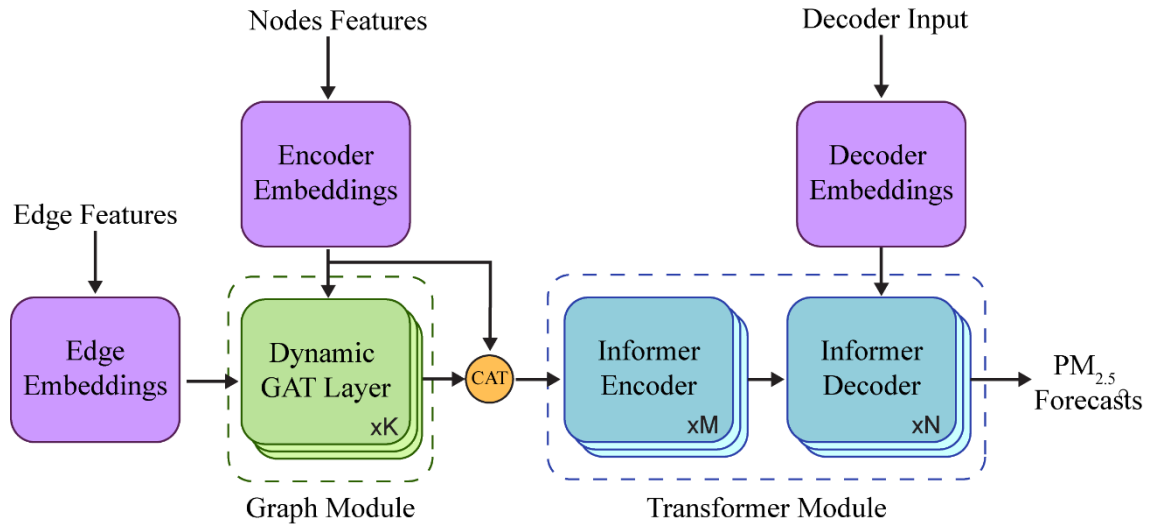 Nodes Features
Decoder Input
Encoder
Embeddings
Decoder
Embeddings
Edge Features
Edge
Embeddings
Dynamic
GAT Layer
xK
CAT
Informer
Encoder
xM
Informer
Decoder
xN
PM2.5
Forecasts
Graph Module
Transformer Module